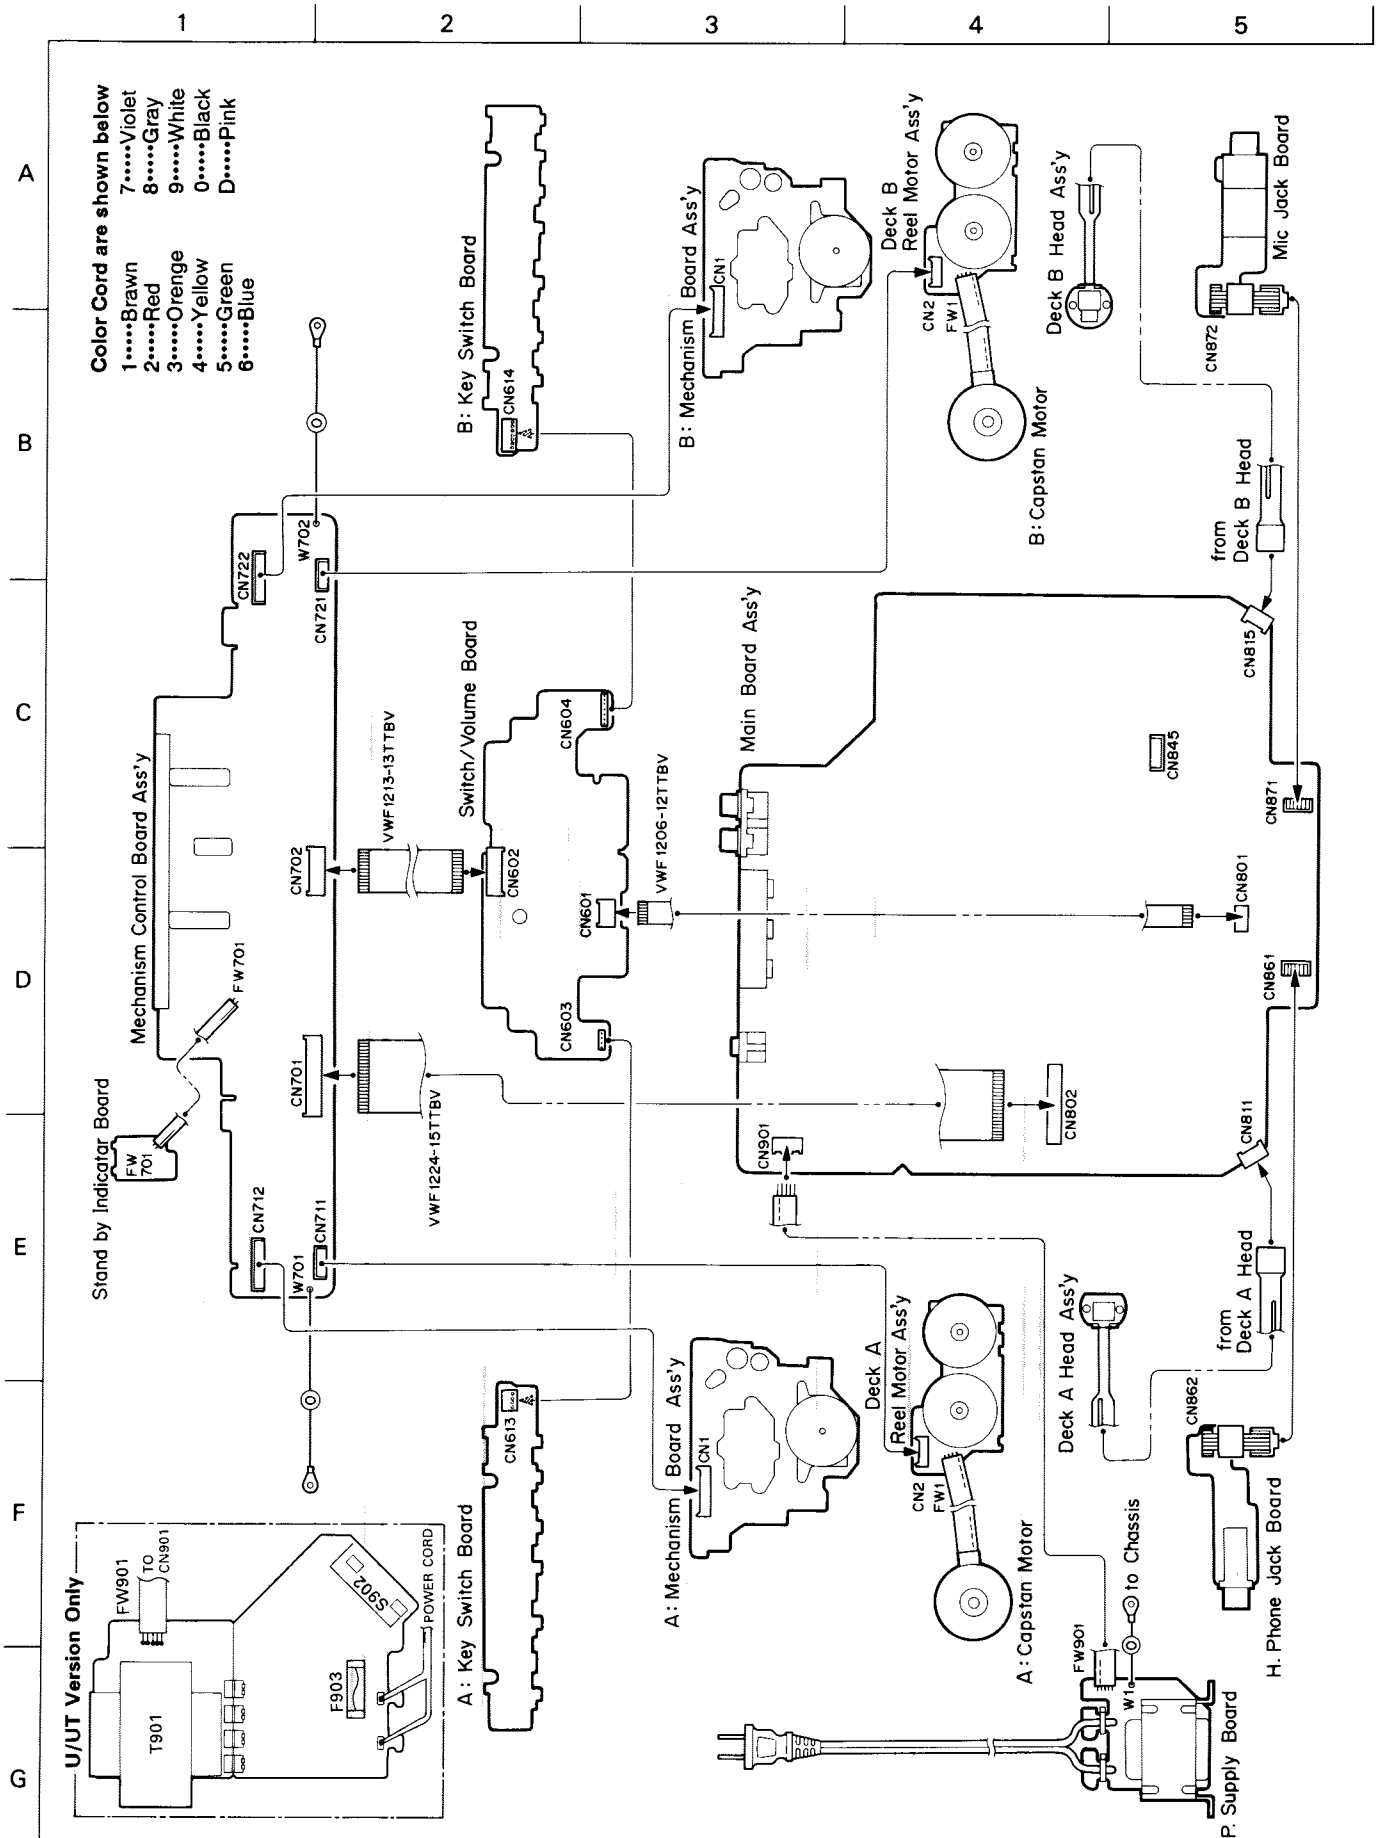 1 2 3 4 5
A
B
C
D
E
F
G
Color Cord are shown below
1•••••Brawn 7•••••Violet
2•••••Red 8•••••Gray
3•••••Orenge 9•••••White
4•••••Yellow 0•••••Black
5•••••Green D•••••Pink
6•••••Blue
Mechanism Control Board Ass'y
CN722
W702
CN721
CN702
CN701
FW701
Stand by Indicatar Board
FW
701
CN712
CN711
W701
VWF1213-13TTBV
VWF1224-15TTBV
B: Key Switch Board
CN614
Switch/Volume Board
CN604
CN602
CN601
CN603
VWF1206-12TTBV
A: Key Switch Board
CN613
B: Mechanism Board Ass'y
CN1
A: Mechanism Board Ass'y
CN1
Deck B
Reel Motor Ass'y
CN2
FW1
B: Capstan Motor
Deck A
Reel Motor Ass'y
CN2
FW1
A: Capstan Motor
Main Board Ass'y
CN901
CN802
CN801
CN845
CN815
CN871
CN861
CN811
Deck B Head Ass'y
from
Deck B Head
Mic Jack Board
CN872
Deck A Head Ass'y
from
Deck A Head
CN862
H. Phone Jack Board
FW901
W1
to Chassis
P. Supply Board
U/UT Version Only
FW901
TO
CN901
T901
S902
F903
POWER CORD